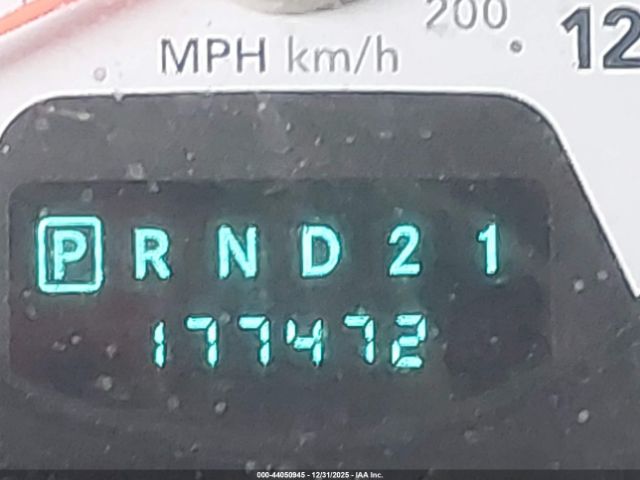 200
MPH km/h 12
P R N D 2 1
177472
000-44050945 - 12/31/2025 - IAA Inc.